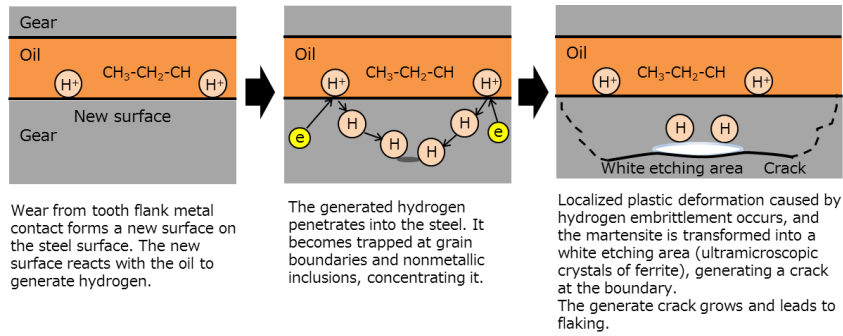 Gear
Oil
H⁺
CH₃-CH₂-CH
H⁺
New surface
Gear
Wear from tooth flank metal
contact forms a new surface on
the steel surface. The new
surface reacts with the oil to
generate hydrogen.
H⁺
CH₃-CH₂-CH
H⁺
e
H
H
H
H
e
The generated hydrogen
penetrates into the steel. It
becomes trapped at grain
boundaries and nonmetallic
inclusions, concentrating it.
Oil
H⁺
CH₃-CH₂-CH
H⁺
H
H
White etching area
Crack
Localized plastic deformation caused by
hydrogen embrittlement occurs, and
the martensite is transformed into a
white etching area (ultramicroscopic
crystals of ferrite), generating a crack
at the boundary.
The generate crack grows and leads to
flaking.